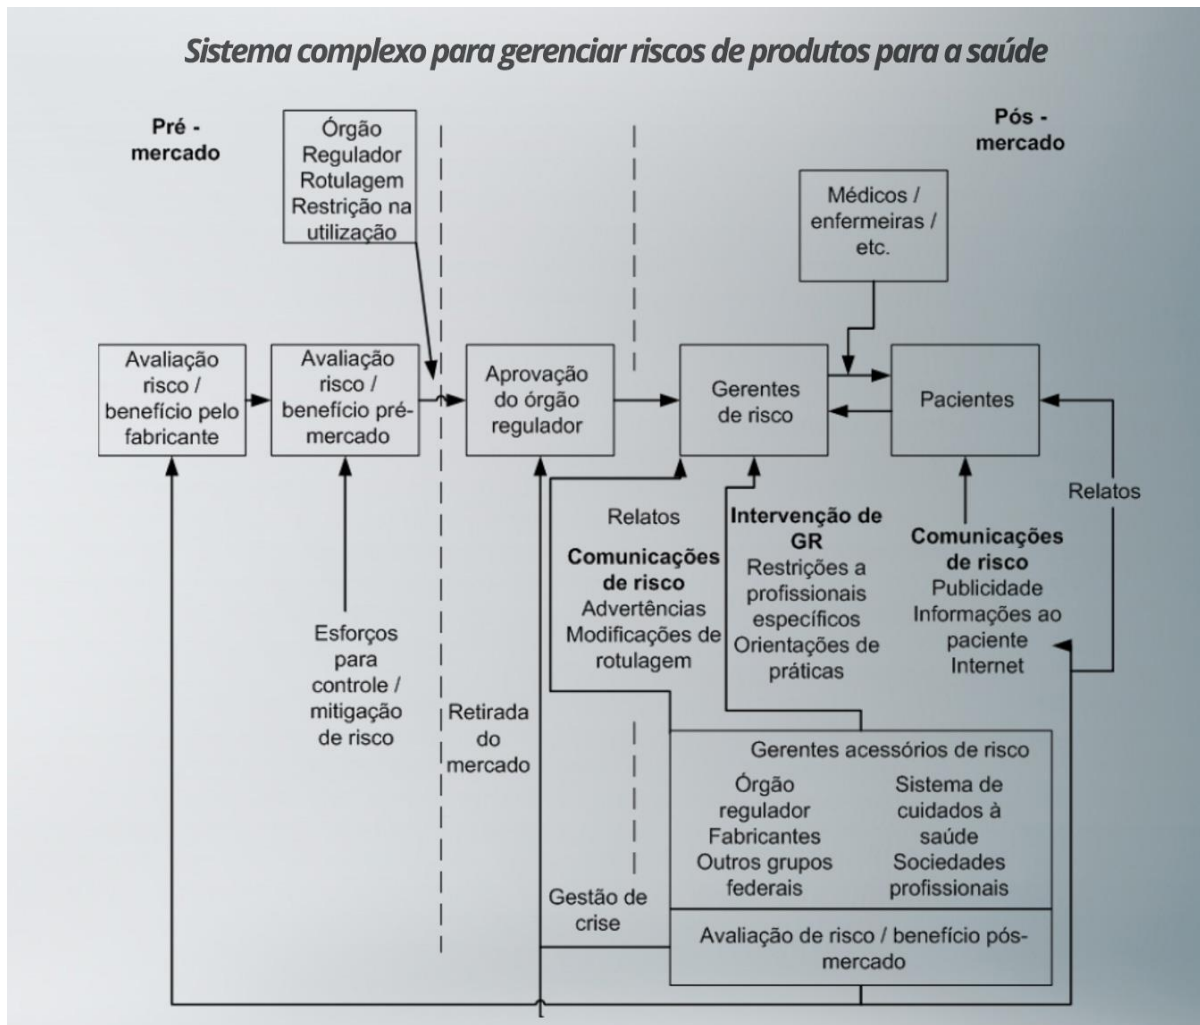 Sistema complexo para gerenciar riscos de produtos para a saúde
Pré -
mercado
Órgão
Regulador
Rotulagem
Restrição na
utilização
Pós -
mercado
Médicos /
enfermeiras /
etc.
Avaliação
risco /
benefício pelo
fabricante
Avaliação
risco /
benefício pré-
mercado
Aprovação
do órgão
regulador
Gerentes
de risco
Pacientes
Relatos
Relatos
Comunicações
de risco
Advertências
Modificações de
rotulagem
Intervenção de
GR
Restrições a
profissionais
específicos
Orientações de
práticas
Comunicações
de risco
Publicidade
Informações ao
paciente
Internet
Esforços
para
controle /
mitigação
de risco
Retirada
do
mercado
Gerentes acessórios de risco
Órgão
regulador
Fabricantes
Outros grupos
federais
Sistema de
cuidados à
saúde
Sociedades
profissionais
Gestão de
crise
Avaliação de risco / benefício pós-
mercado